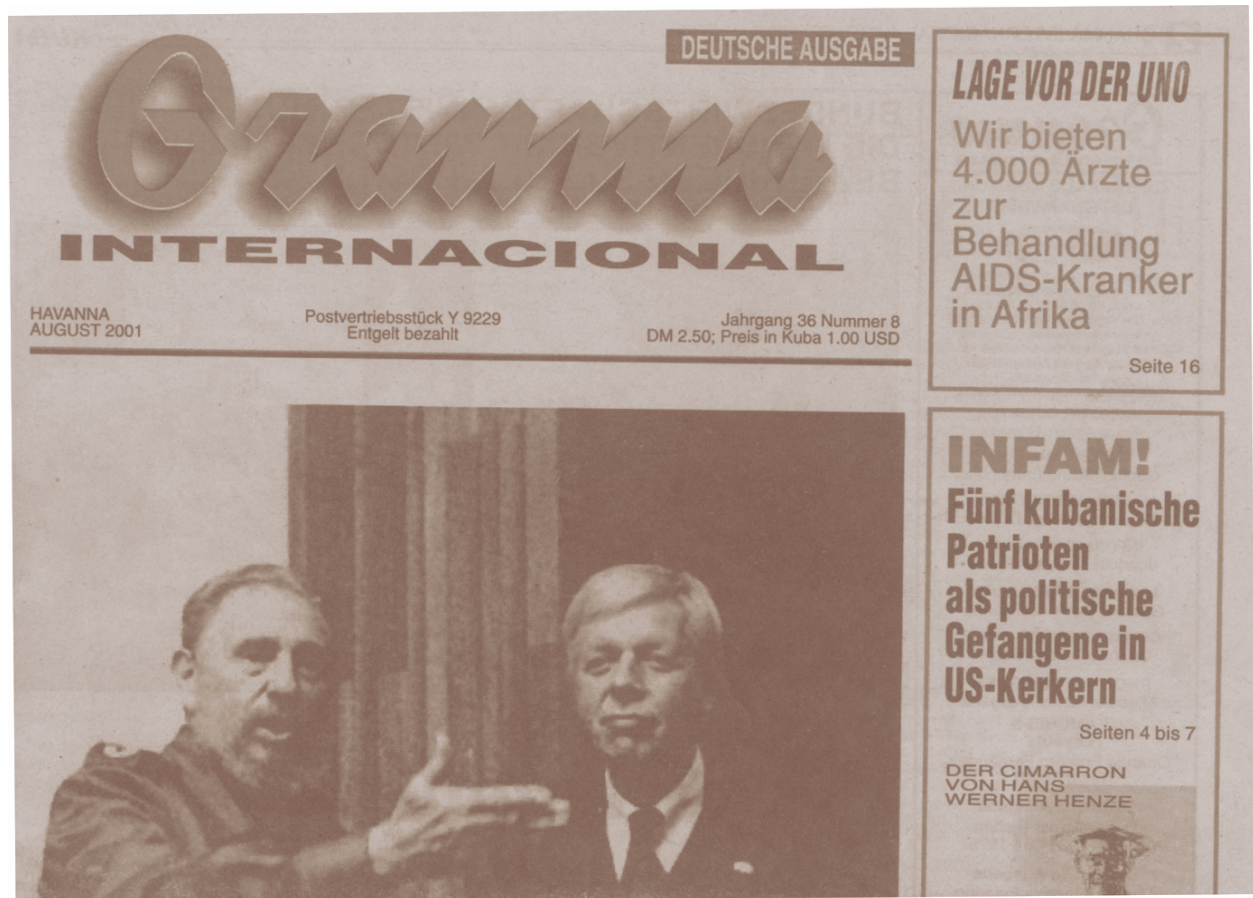 DEUTSCHE AUSGABE
Granma
INTERNACIONAL
HAVANNA
AUGUST 2001
Postvertriebsstück Y 9229
Entgelt bezahlt
Jahrgang 36 Nummer 8
DM 2.50; Preis in Kuba 1.00 USD
LAGE VOR DER UNO
Wir bieten
4.000 Ärzte
zur
Behandlung
AIDS-Kranker
in Afrika
Seite 16
INFAM!
Fünf kubanische
Patrioten
als politische
Gefangene in
US-Kerkern
Seiten 4 bis 7
DER CIMARRON
VON HANS
WERNER HENZE